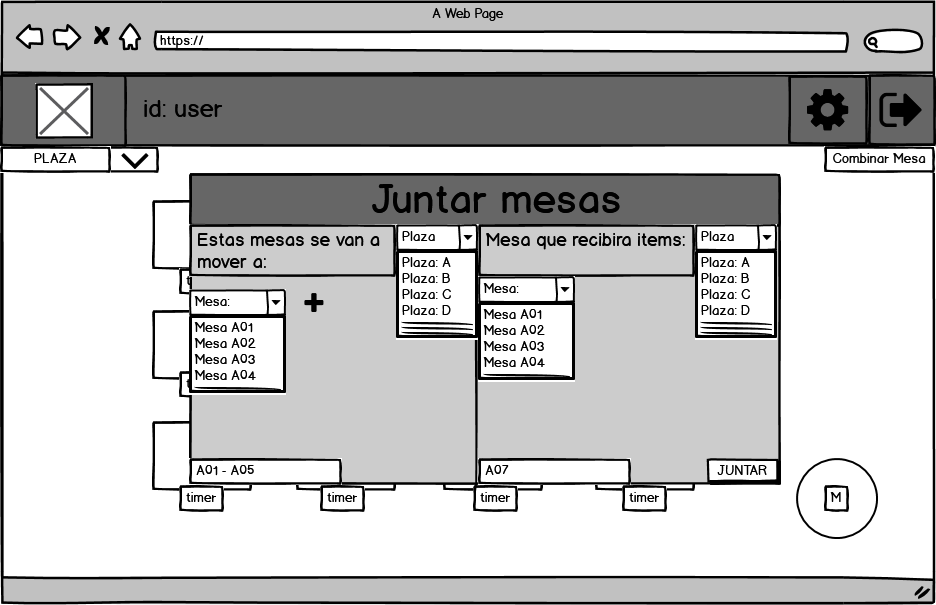 A Web Page
https://
id: user
PLAZA
Combinar Mesa
Juntar mesas
Estas mesas se van a
mover a:
Plaza
Plaza: A
Plaza: B
Plaza: C
Plaza: D
Mesa:
Mesa A01
Mesa A02
Mesa A03
Mesa A04
A01 - A05
Mesa que recibira items:
Plaza
Plaza: A
Plaza: B
Plaza: C
Plaza: D
Mesa:
Mesa A01
Mesa A02
Mesa A03
Mesa A04
A07
JUNTAR
timer
timer
timer
timer
M